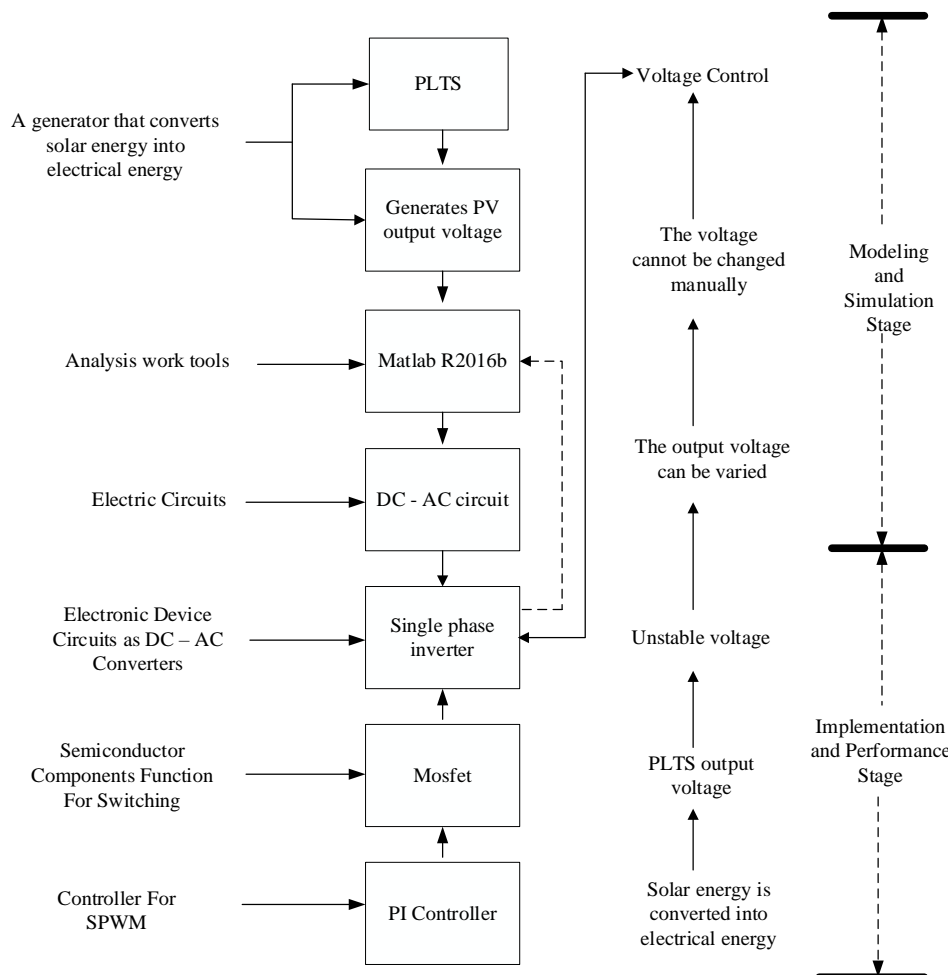 A generator that converts
solar energy into
electrical energy
Analysis work tools
Electric Circuits
Electronic Device
Circuits as DC – AC
Converters
Semiconductor
Components Function
For Switching
Controller For
SPWM
PLTS
Generates PV
output voltage
Matlab R2016b
DC - AC circuit
Single phase
inverter
Mosfet
PI Controller
Voltage Control
The voltage
cannot be changed
manually
The output voltage
can be varied
Unstable voltage
PLTS output
voltage
Solar energy is
converted into
electrical energy
Modeling
and
Simulation
Stage
Implementation
and Performance
Stage